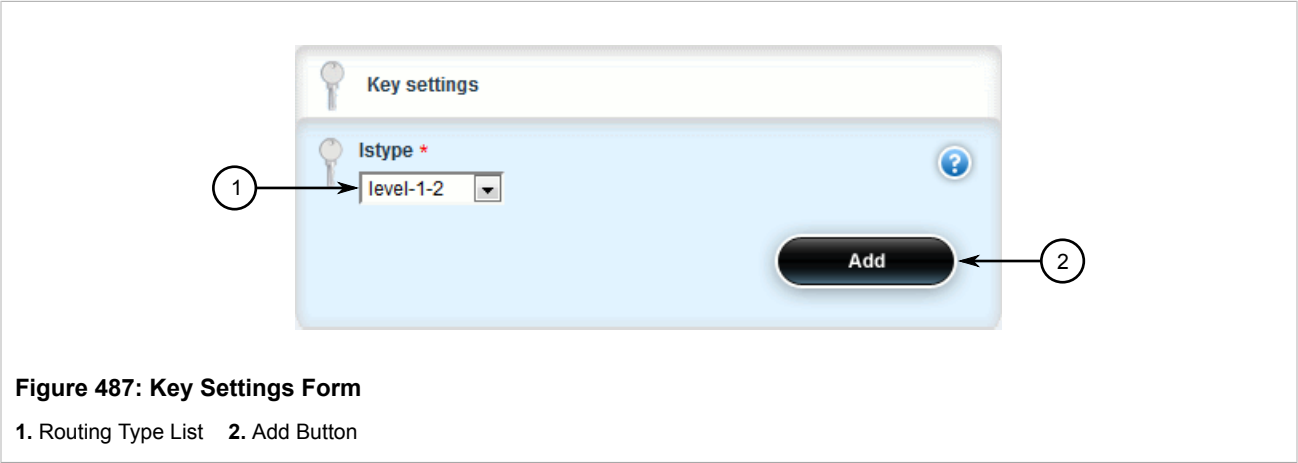 Key settings
Istype *
?
1
level-1-2
Add
2
Figure 487: Key Settings Form
1. Routing Type List 2. Add Button